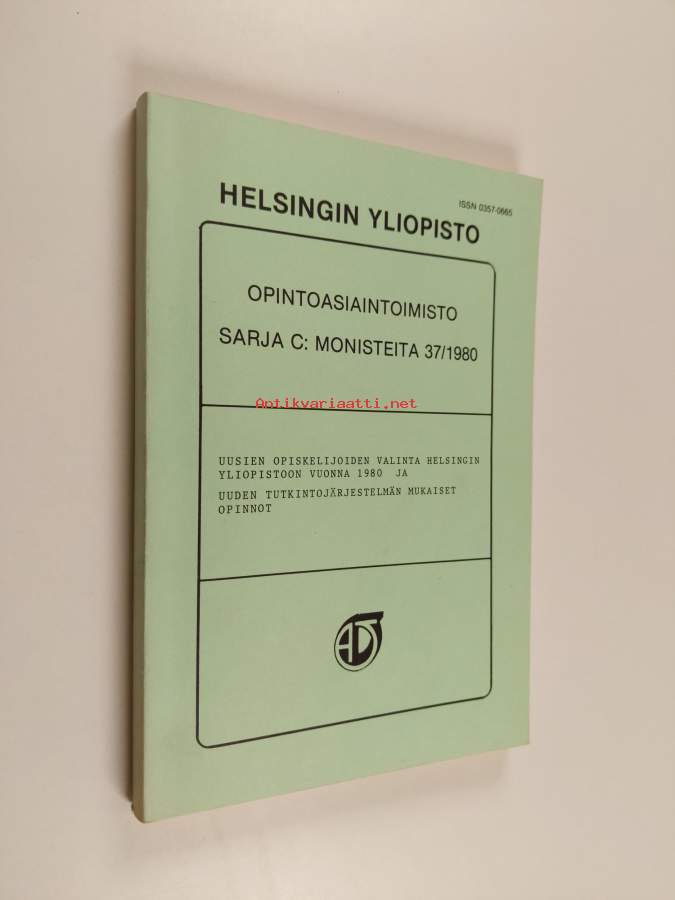 HELSINGIN YLIOPISTO
ISSN 0357-0665
OPINTOASIAINTOIMISTO
SARJA C: MONISTEITA 37/1980
Antikvariaatti.net
UUSIEN OPISKELIJOIDEN VALINTA HELSINGIN
YLIOPISTOON VUONNA 1980 JA
UUDEN TUTKINTOJÄRJESTELMÄN MUKAISET
OPINNOT